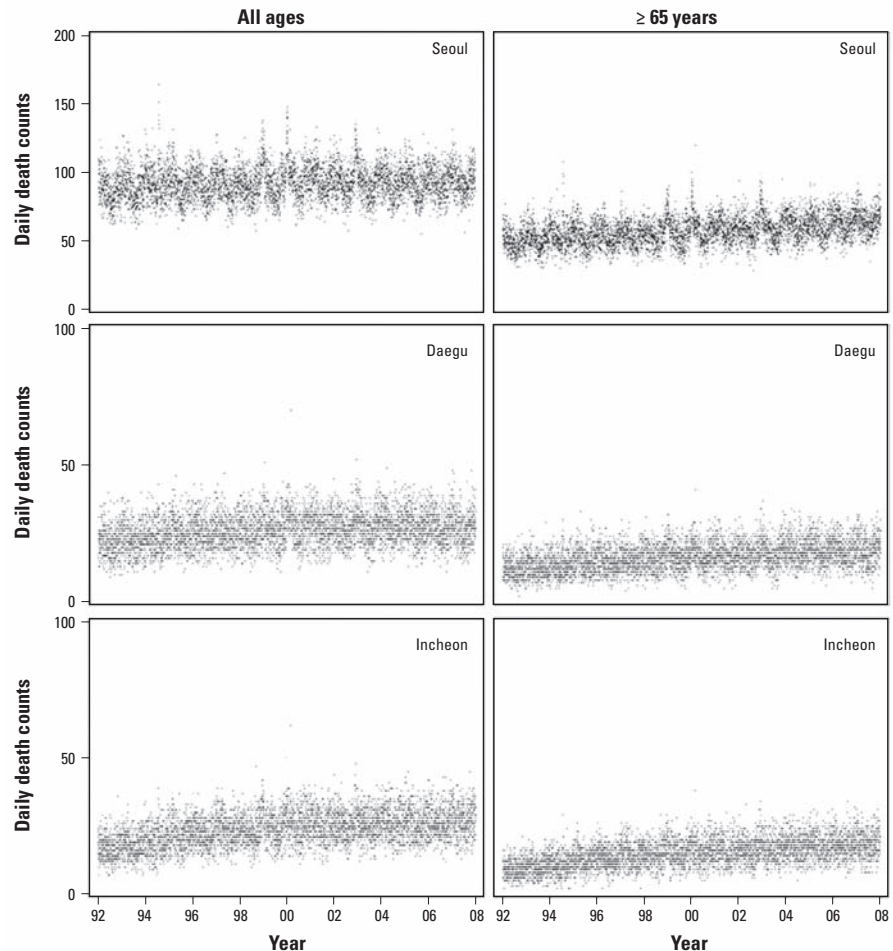 All ages
≥ 65 years
Daily death counts
200
150
100
50
0
Seoul
Seoul
Daily death counts
100
50
0
Daegu
Daegu
Daily death counts
100
50
0
Incheon
Incheon
92 94 96 98 00 02 04 06 08
92 94 96 98 00 02 04 06 08
Year
Year